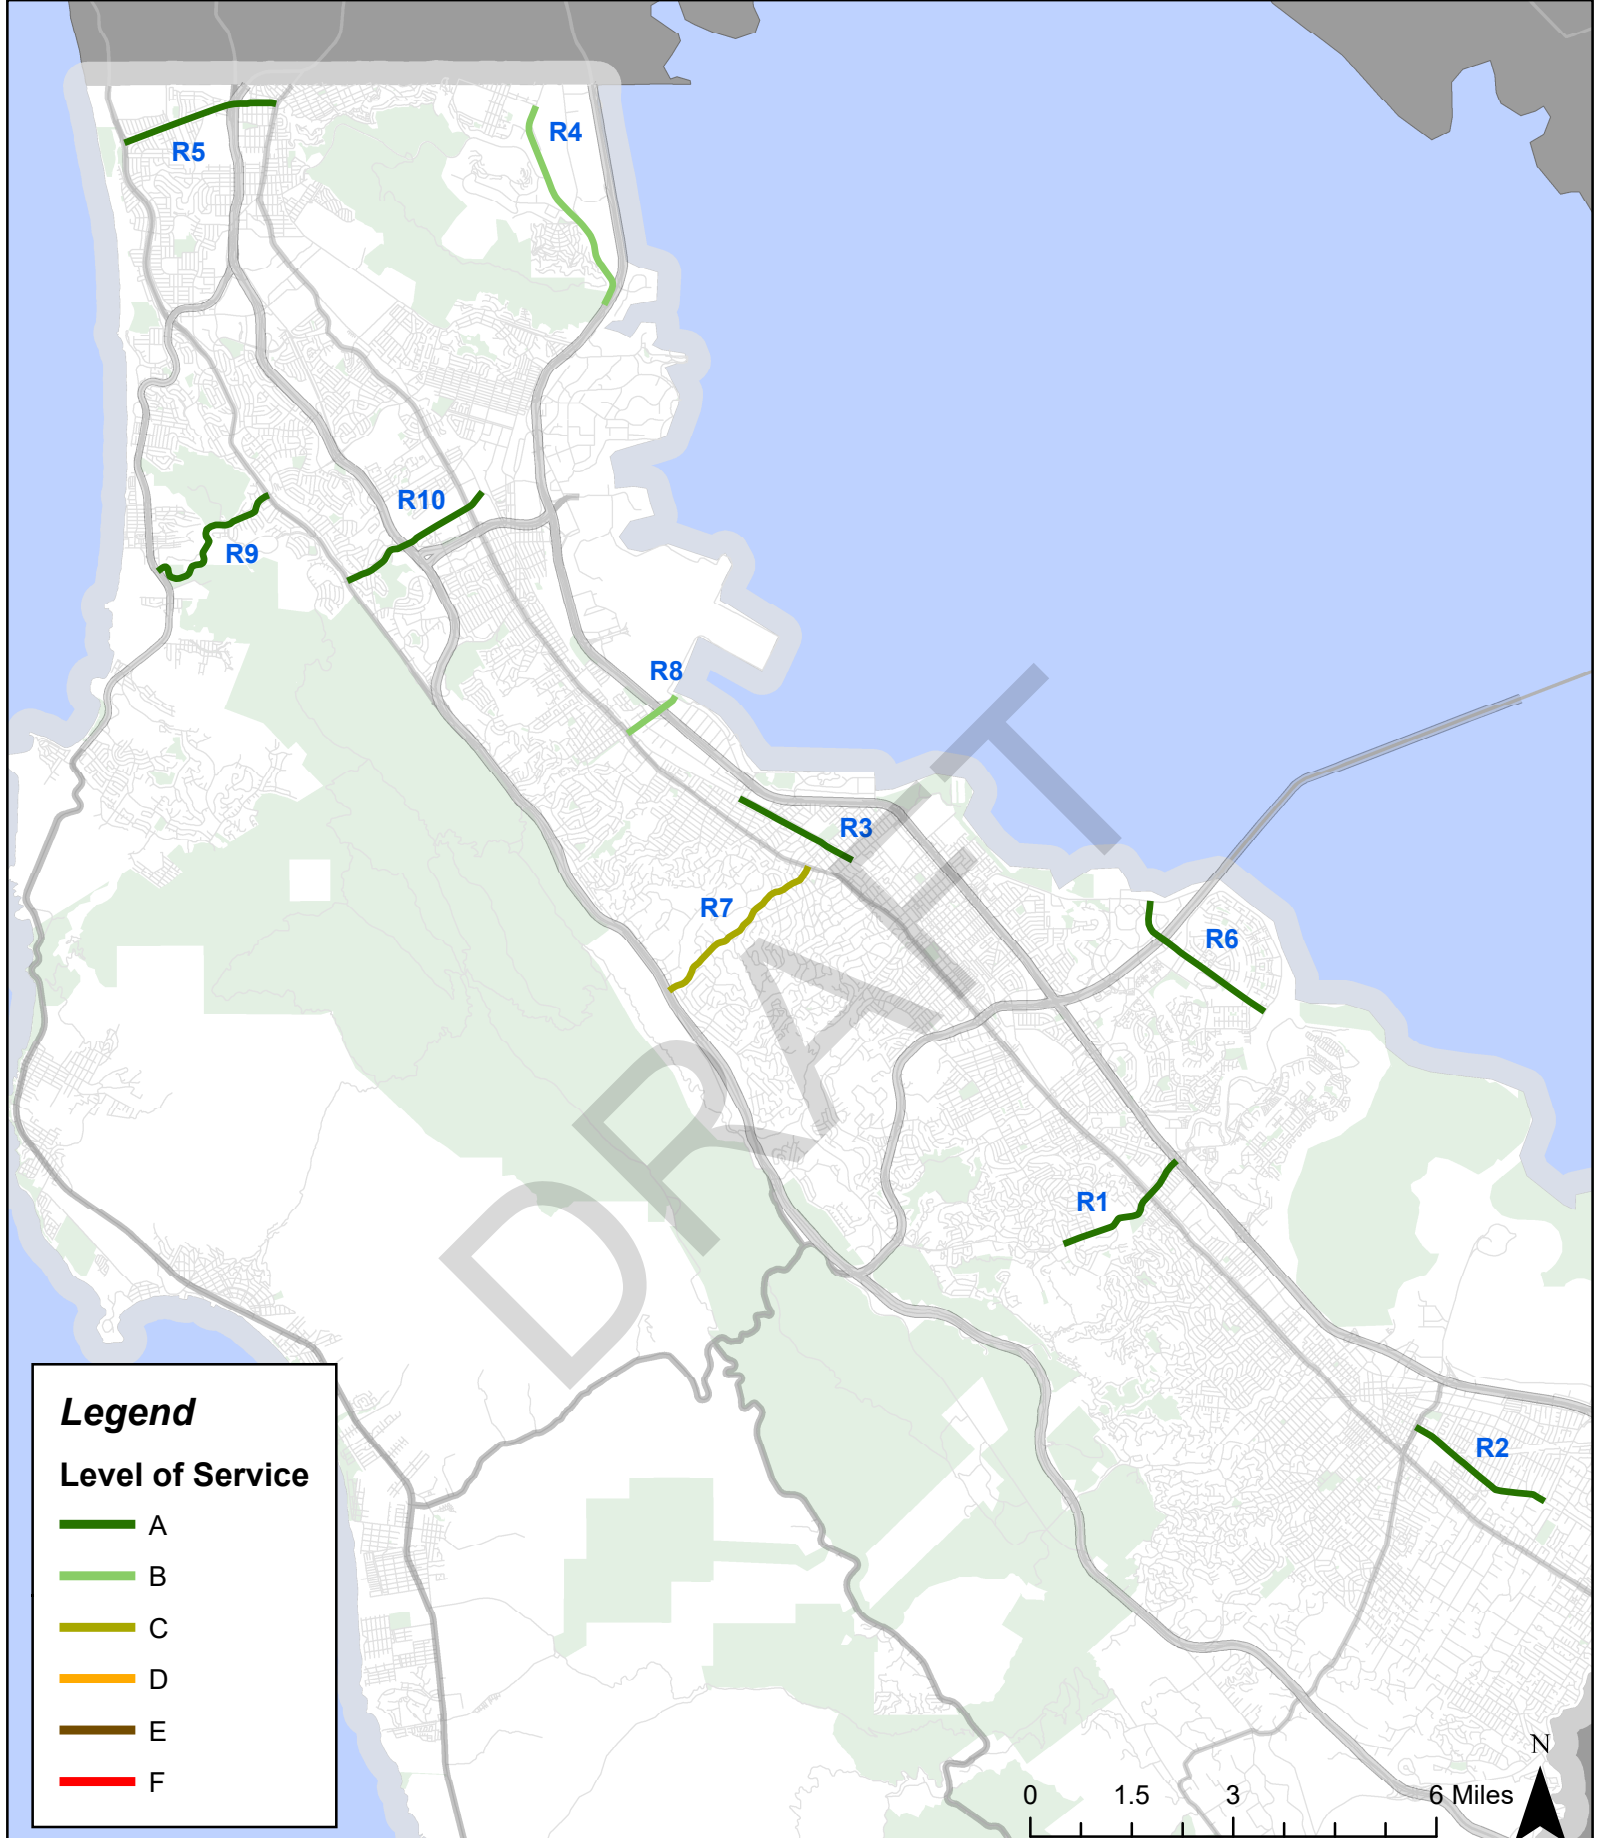 R5
R4
R10
R9
R8
R3
R7
R6
R1
R2
DRAFT
Legend
Level of Service
A
B
C
D
E
F
N
0 1.5 3 6 Miles